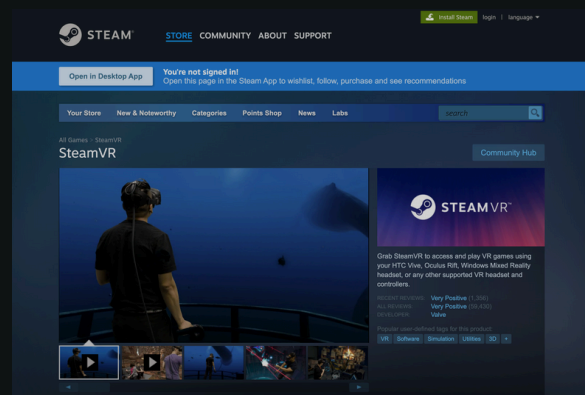 STEAM
STORE COMMUNITY ABOUT SUPPORT
Install Steam login | language
Open in Desktop App
You're not signed in!
Open this page in the Steam App to wishlist, follow, purchase and see recommendations
Your Store New & Noteworthy Categories Points Shop News Labs search
All Games > SteamVR
SteamVR
Community Hub
STEAMVR™
Grab SteamVR to access and play VR games using
your HTC Vive, Oculus Rift, Windows Mixed Reality
headset, or any other supported VR headset and
controllers.
RECENT REVIEWS: Very Positive (1,356)
ALL REVIEWS: Very Positive (59,430)
DEVELOPER: Valve
Popular user-defined tags for this product:
VR Software Simulation Utilities 3D +